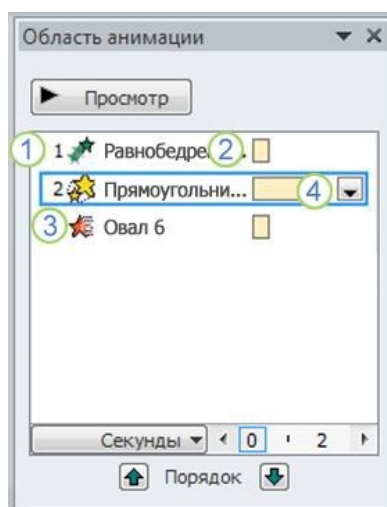 Область анимации
Просмотр
1 1 Равнобедре... 2
2 Прямоугольни... 4
3 Овал 6
Секунды 0 2
Порядок